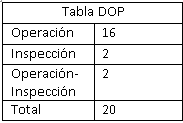 Tabla DOP
Operación 16
Inspección 2
Operación- 2
Inspección
Total 20